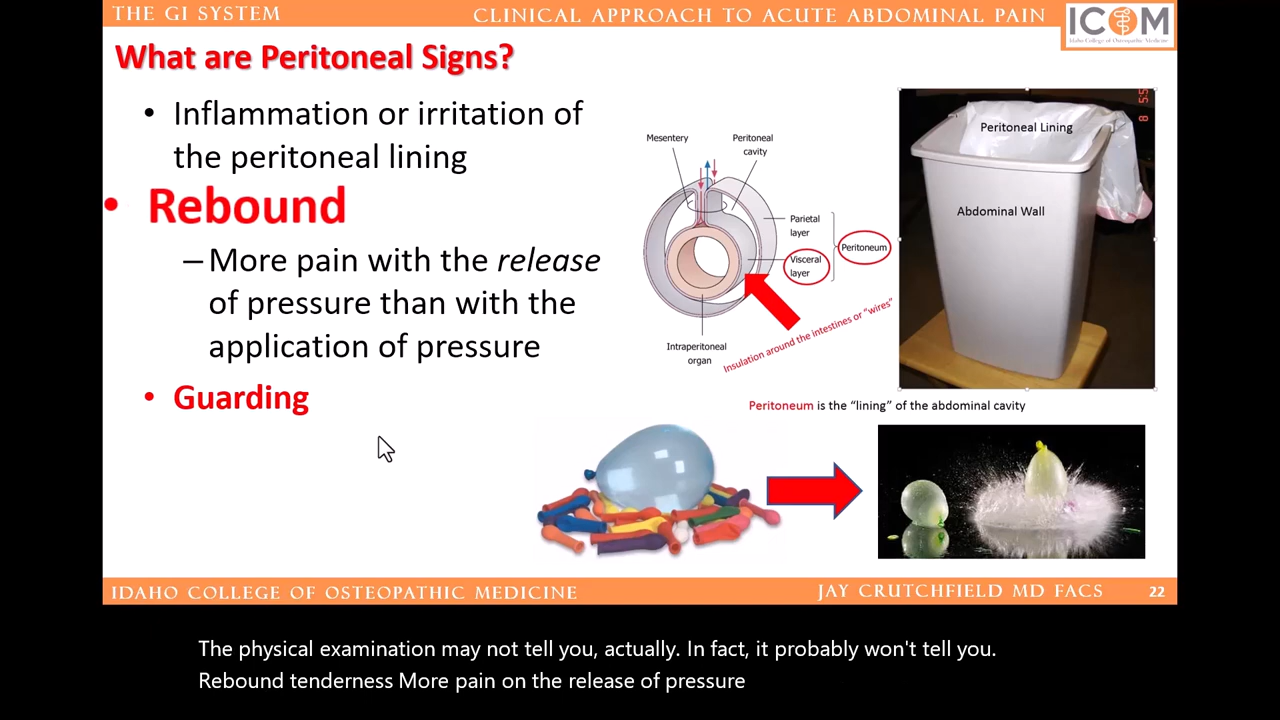 THE GI SYSTEM
CLINICAL APPROACH TO ACUTE ABDOMINAL PAIN
ICOM
Idaho College of Osteopathic Medicine
What are Peritoneal Signs?
• Inflammation or irritation of
the peritoneal lining
• Rebound
– More pain with the release
of pressure than with the
application of pressure
• Guarding
Mesentery
Peritoneal
cavity
Parietal
layer
Visceral
layer
Peritoneum
Intraperitoneal
organ
Insulation around the intestines or “wires”
Peritoneal Lining
Abdominal Wall
Peritoneum is the “lining” of the abdominal cavity
IDAHO COLLEGE OF OSTEOPATHIC MEDICINE
JAY CRUTCHFIELD MD FACS
22
The physical examination may not tell you, actually. In fact, it probably won't tell you.
Rebound tenderness More pain on the release of pressure